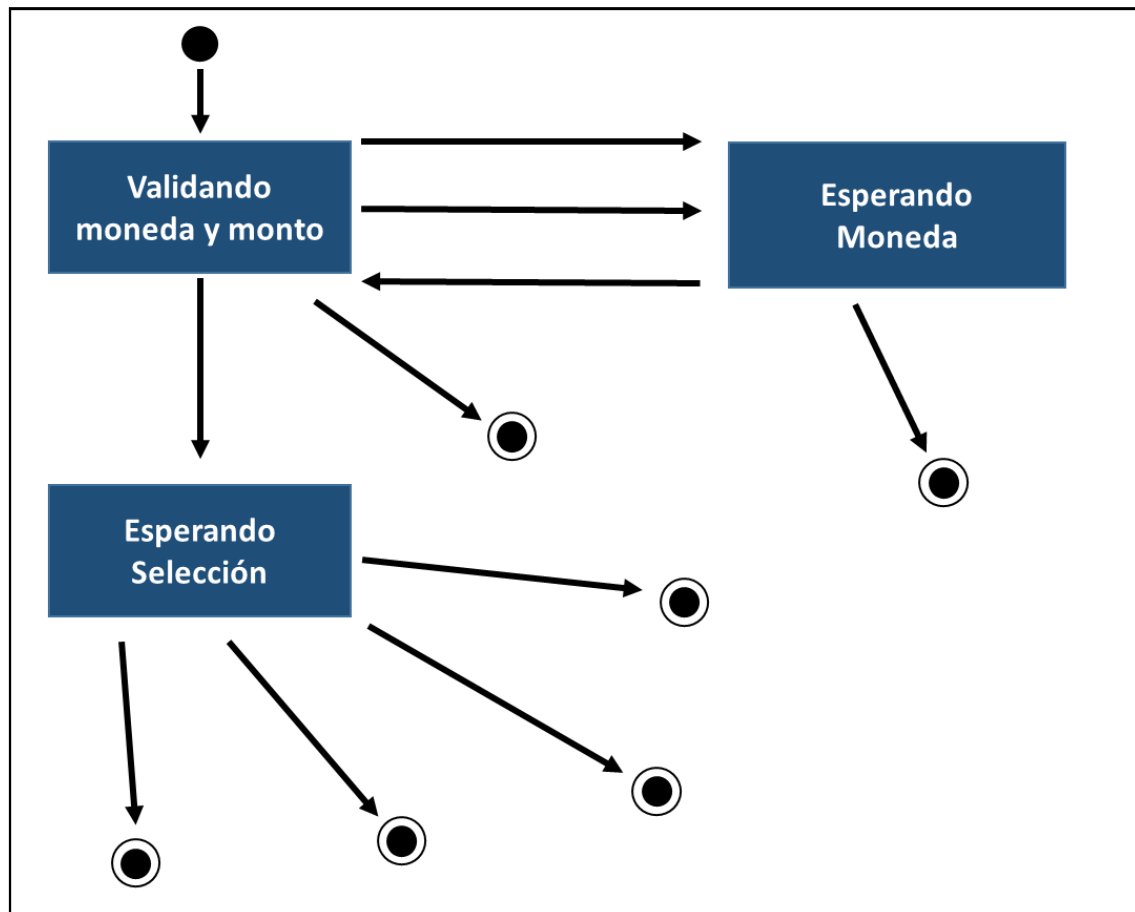 Validando
moneda y monto
Esperando
Moneda
Esperando
Selección